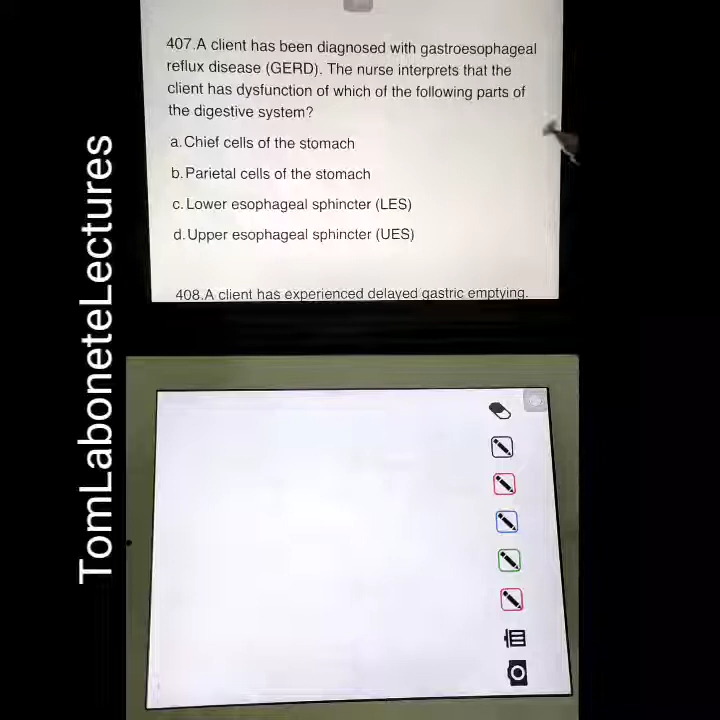 407.A client has been diagnosed with gastroesophageal
reflux disease (GERD). The nurse interprets that the
client has dysfunction of which of the following parts of
the digestive system?
a. Chief cells of the stomach
b. Parietal cells of the stomach
c. Lower esophageal sphincter (LES)
d. Upper esophageal sphincter (UES)
408.A client has experienced delayed gastric emptying.
TomLaboneteLectures